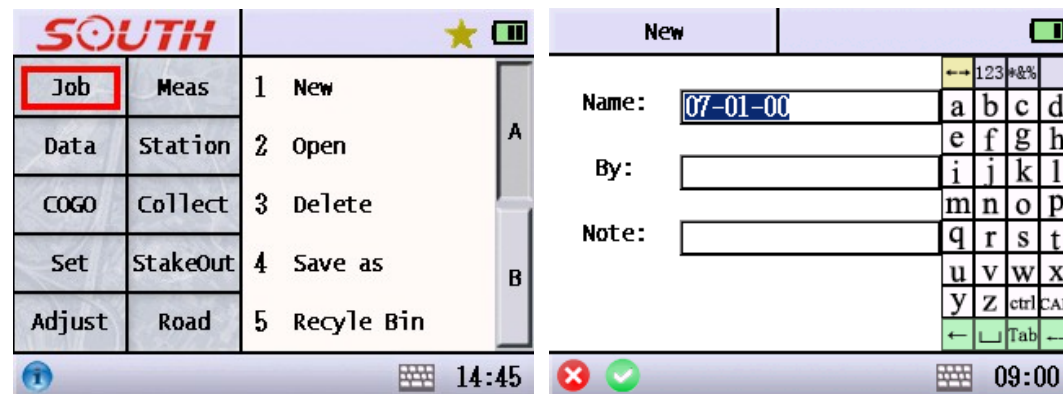 SOUTH
Job Meas 1 New
Data Station 2 Open
COGO Collect 3 Delete
Set StakeOut 4 Save as
Adjust Road 5 Recyle Bin
A
B
14:45
New
Name: 07-01-00
By:
Note:
←→ 123 *&%
a b c d
e f g h
i j k l
m n o p
q r s t
u v w x
y z ctrl
← Tab
09:00